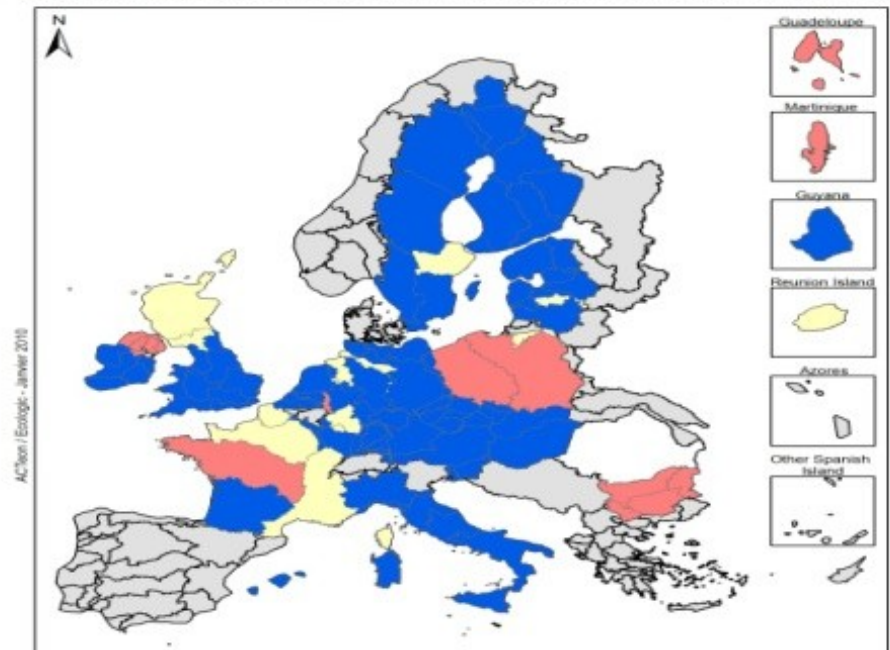 N
Guadeloupe
Martinique
Guyana
Reunion Island
Azores
Other Spanish
Island
ACTeon / Ecologic - Janvier 2010